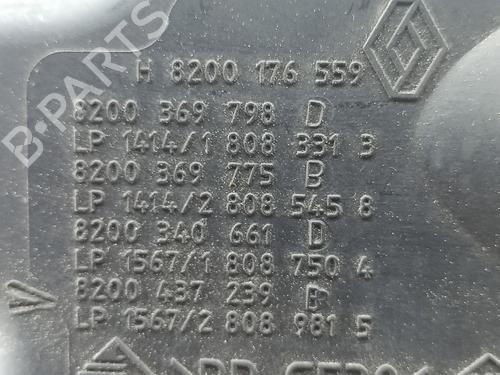 B-PARTS
H 8200 176 559
8200 369 798 D
LP 1414/1 808 331 3
8200 369 775 B
LP 1414/2 808 545 8
8200 340 661 D
LP 1567/1 808 750 4
8200 437 239
LP 1567/2 808 981 5